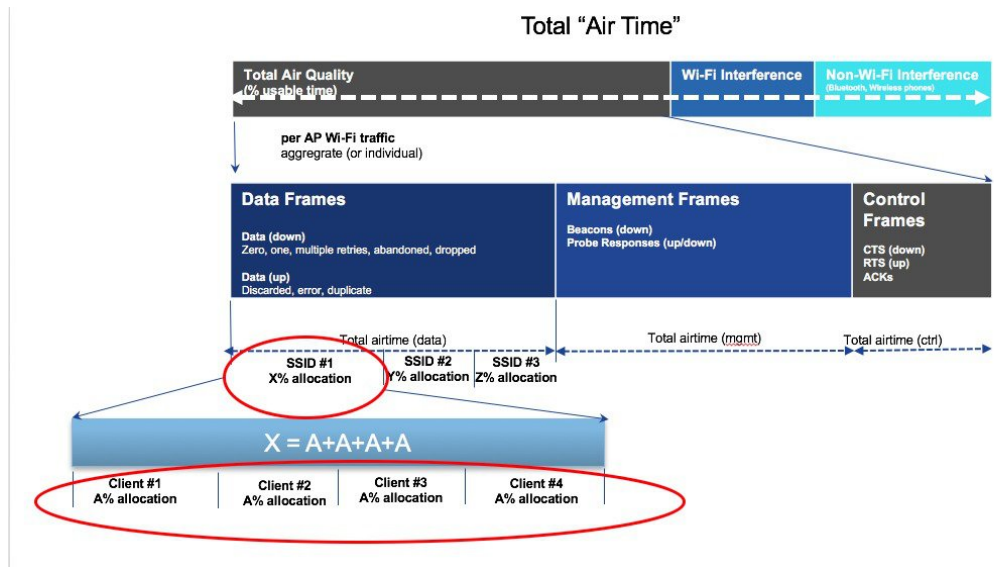 Total “Air Time”
Total Air Quality
(% usable time)
Wi-Fi Interference
Non-Wi-Fi Interference
(Bluetooth, Wireless phones)
per AP Wi-Fi traffic
aggregrate (or individual)
Data Frames
Data (down)
Zero, one, multiple retries, abandoned, dropped
Data (up)
Discarded, error, duplicate
Management Frames
Beacons (down)
Probe Responses (up/down)
Control
Frames
CTS (down)
RTS (up)
ACKs
Total airtime (data)
Total airtime (mgmt)
Total airtime (ctrl)
SSID #1
X% allocation
SSID #2
Y% allocation
SSID #3
Z% allocation
X = A+A+A+A
Client #1
A% allocation
Client #2
A% allocation
Client #3
A% allocation
Client #4
A% allocation